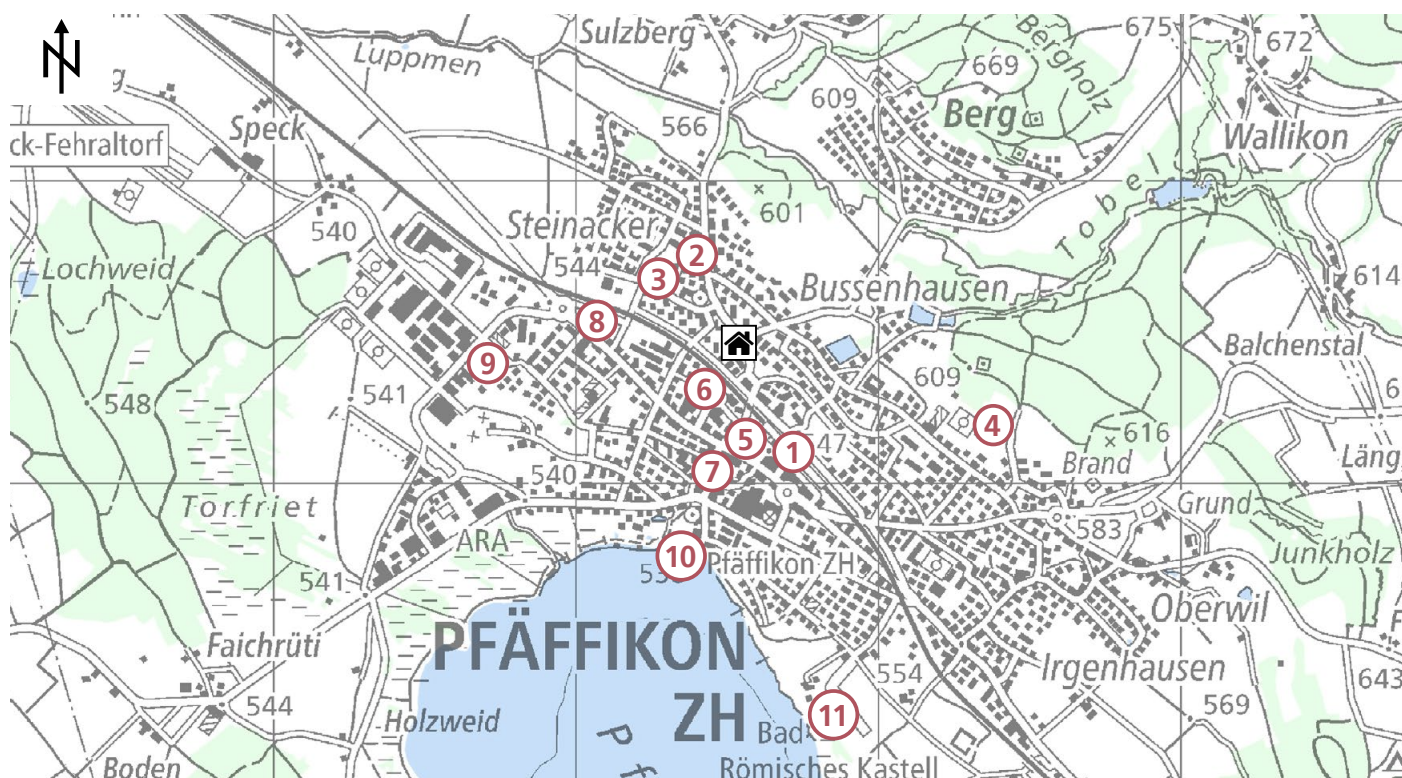 N
Sulzberg
675
672
Luppmen
Bergholz
669
609
Berg
Speck
566
Wallikon
ck-Fehraltorf
601
Tobel
Steinacker
540
2
544
3
Lochweid
614
Bussenhausen
8
9
Balchenstal
609
6
541
548
4
5
547
616
1
7
Brand
Läng
540
Grund
Torfriet
583
ARA
Junkholz
10
Pfäffikon ZH
541
Oberwil
Faichrüti
PFÄFFIKON
Irgenhausen
554
643
544
569
ZH
11
Holzweid
Bad
Boden
Römisches Kastell